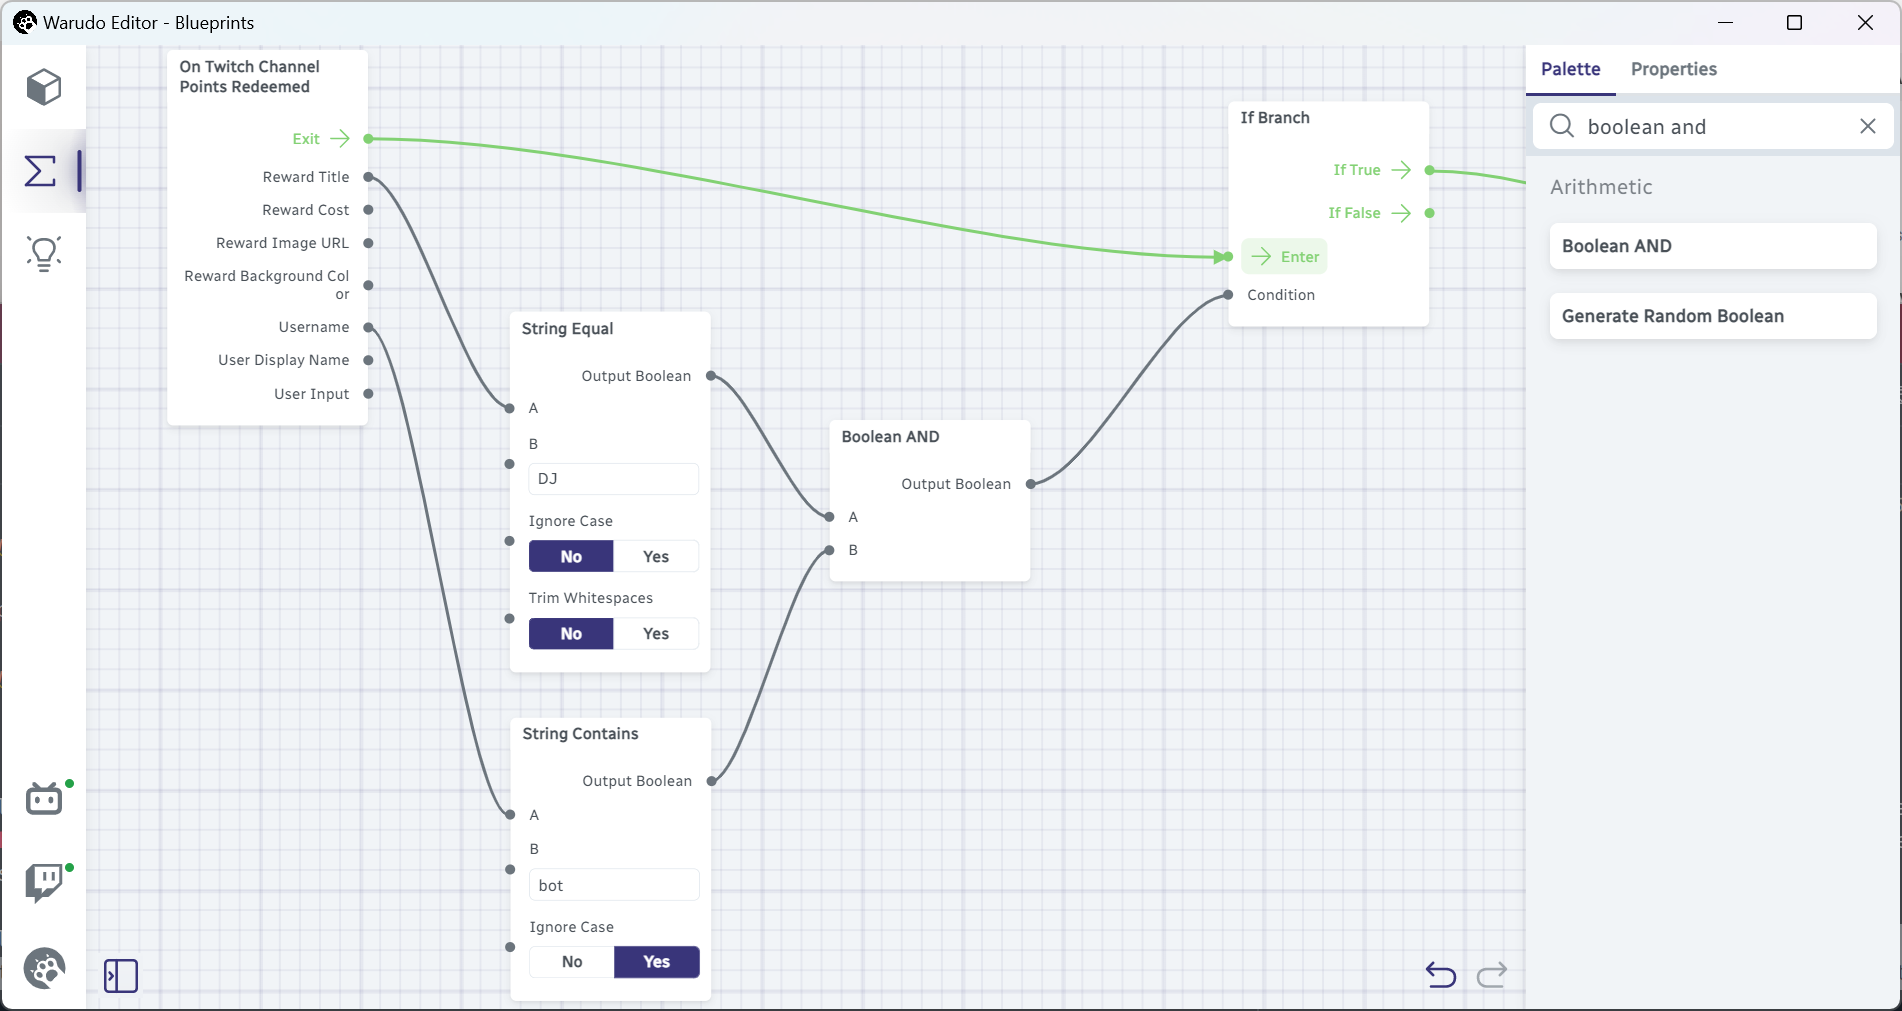 Warudo Editor - Blueprints
On Twitch Channel
Points Redeemed
Exit
Reward Title
Reward Cost
Reward Image URL
Reward Background Col
or
Username
User Display Name
User Input
String Equal
Output Boolean
A
B
DJ
Ignore Case
No Yes
Trim Whitespaces
No Yes
String Contains
Output Boolean
A
B
bot
Ignore Case
No Yes
Boolean AND
Output Boolean
A
B
If Branch
If True
If False
Enter
Condition
Palette Properties
boolean and
Arithmetic
Boolean AND
Generate Random Boolean